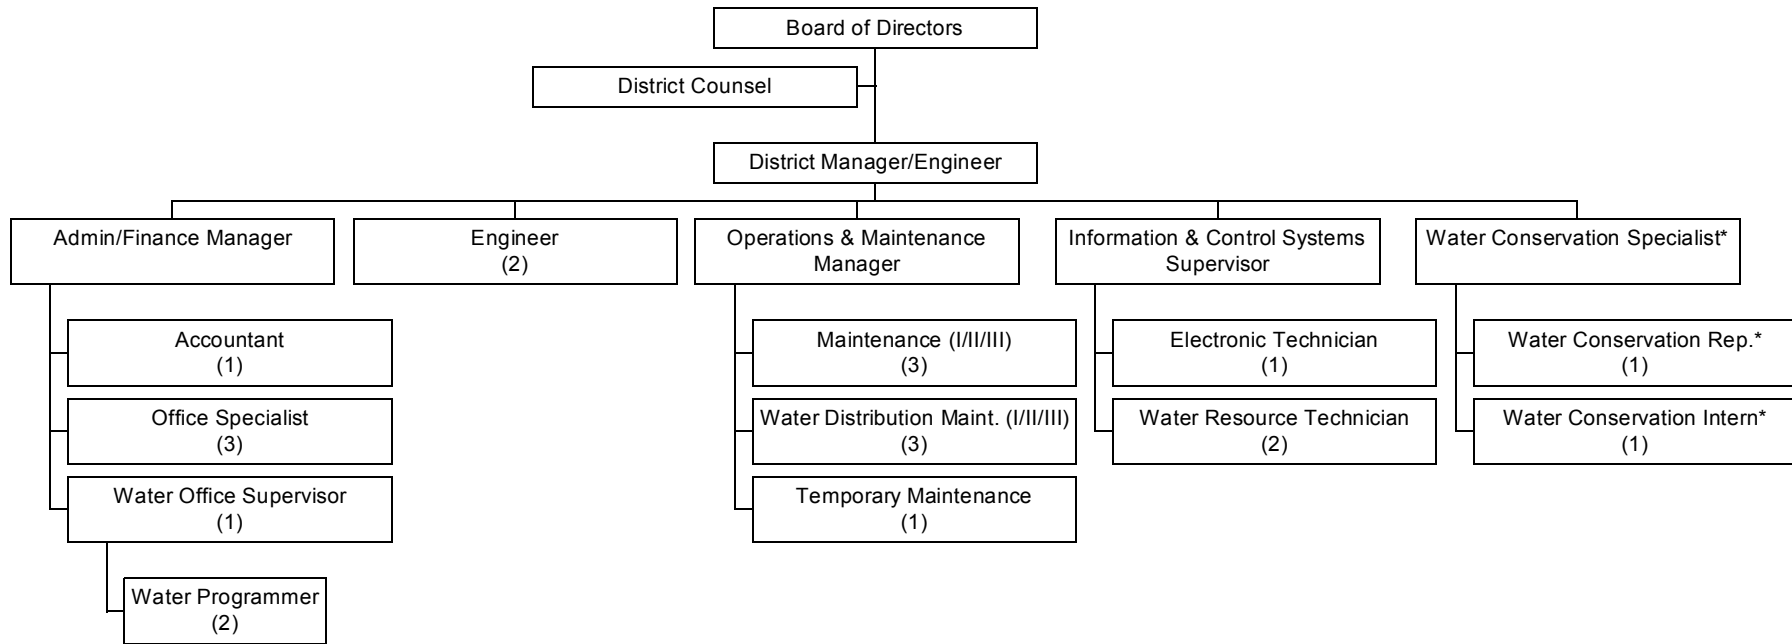 Board of Directors
District Counsel
District Manager/Engineer
Admin/Finance Manager
Engineer
(2)
Operations & Maintenance
Manager
Information & Control Systems
Supervisor
Water Conservation Specialist*
Accountant
(1)
Office Specialist
(3)
Water Office Supervisor
(1)
Water Programmer
(2)
Maintenance (I/II/III)
(3)
Water Distribution Maint. (I/II/III)
(3)
Temporary Maintenance
(1)
Electronic Technician
(1)
Water Resource Technician
(2)
Water Conservation Rep.*
(1)
Water Conservation Intern*
(1)